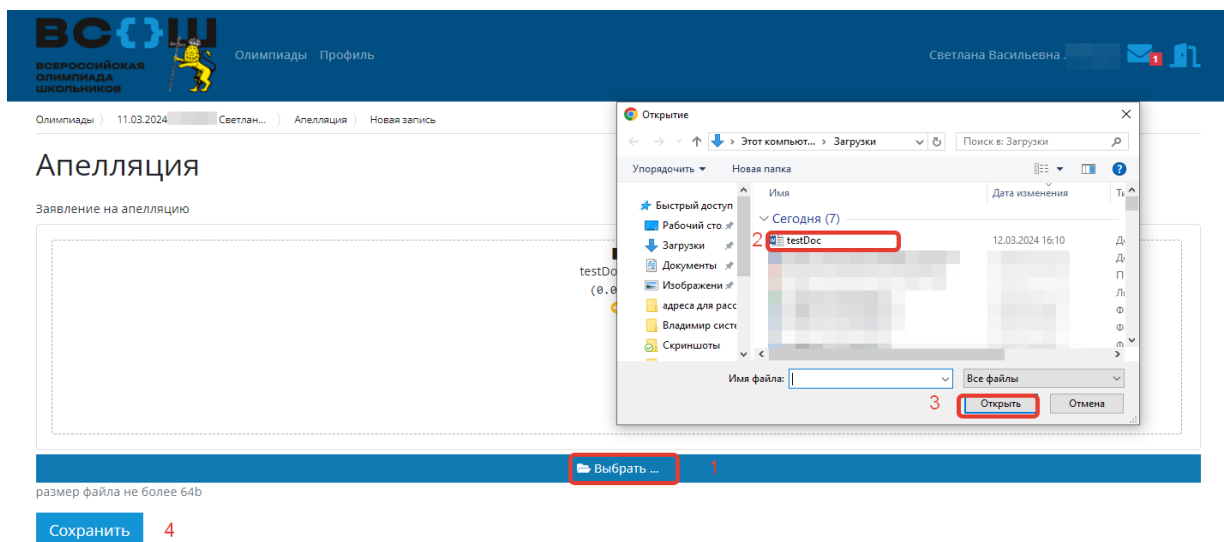 ВС{}Ш
ВСЕРОССИЙСКАЯ
ОЛИМПИАДА
ШКОЛЬНИКОВ
Олимпиады Профиль
Светлана Васильевна
1
Олимпиады 11.03.2024 Светлан... Апелляция Новая запись
Апелляция
Заявление на апелляцию
testDo
(0.0
Открытие
Этот компьют... › Загрузки
Поиск в: Загрузки
Упорядочить Новая папка
Имя Дата изменения
Быстрый доступ
Рабочий сто.
Загрузки
Документы
Изображени
адреса для расс
Владимир систе
Скриншоты
Сегодня (7)
2 testDoc 12.03.2024 16:10
Имя файла: Все файлы
3 Открыть Отмена
Выбрать ... 1
размер файла не более 64b
Сохранить 4